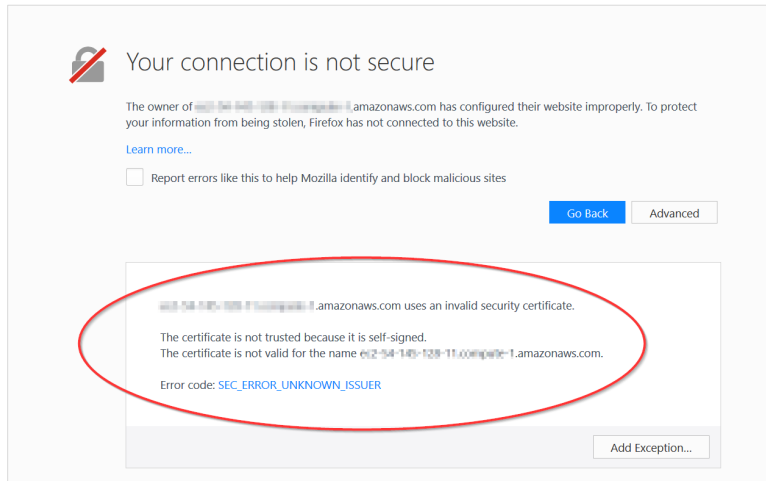 Your connection is not secure
The owner of .amazonaws.com has configured their website improperly. To protect
your information from being stolen, Firefox has not connected to this website.
Learn more...
Report errors like this to help Mozilla identify and block malicious sites
Go Back
Advanced
.amazonaws.com uses an invalid security certificate.
The certificate is not trusted because it is self-signed.
The certificate is not valid for the name .amazonaws.com.
Error code: SEC_ERROR_UNKNOWN_ISSUER
Add Exception...